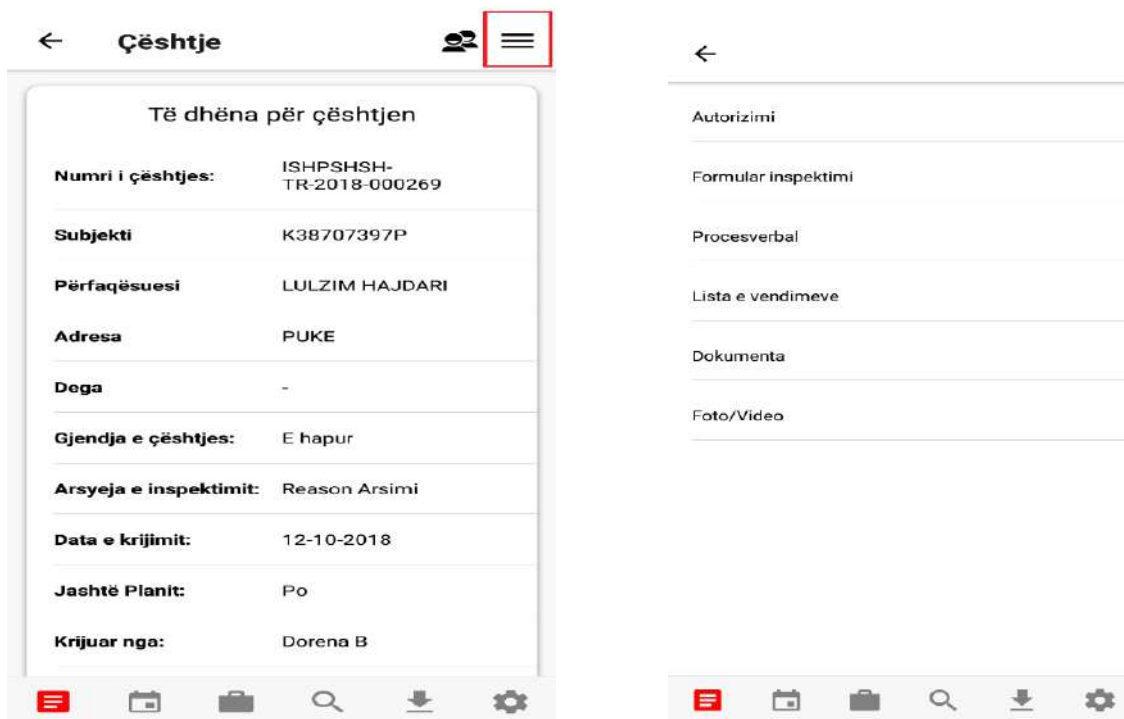 Çështje
Të dhëna për çështjen
Numri i çështjes: ISHPSHSH-
TR-2018-000269
Subjekti K38707397P
Përfaqësuesi LULZIM HAJDARI
Adresa PUKE
Dega -
Gjendja e çështjes: E hapur
Arsyeja e inspektimit: Reason Arsimi
Data e krijimit: 12-10-2018
Jashtë Planit: Po
Krijuar nga: Dorena B
Autorizimi
Formular inspektimi
Procesverbal
Lista e vendimeve
Dokumenta
Foto/Video